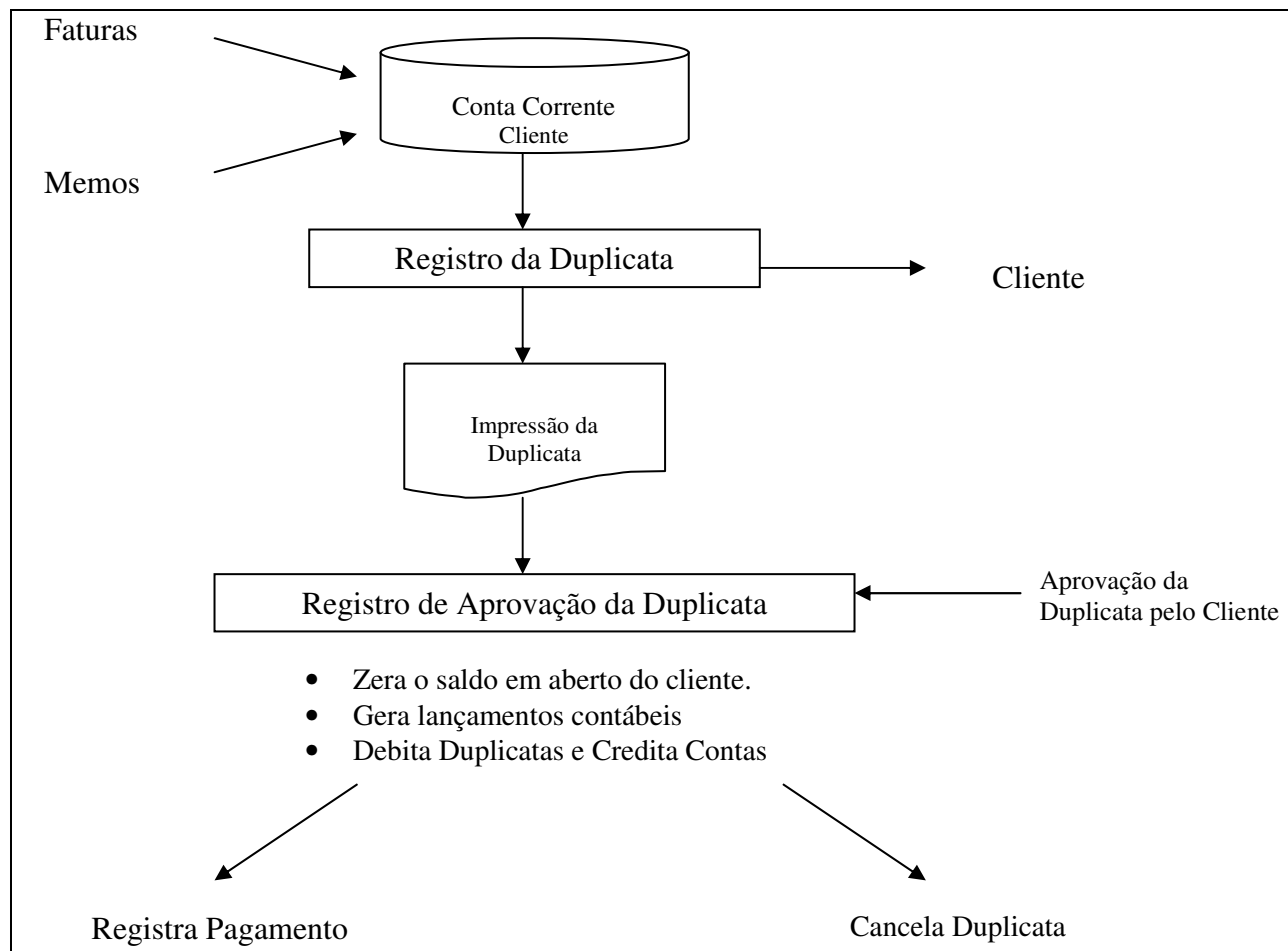 Faturas
Conta Corrente
Cliente
Memos
Registro da Duplicata
Cliente
Impressão da
Duplicata
Registro de Aprovação da Duplicata
Aprovação da
Duplicata pelo Cliente
• Zera o saldo em aberto do cliente.
• Gera lançamentos contábeis
• Debita Duplicatas e Credita Contas
Registra Pagamento
Cancela Duplicata